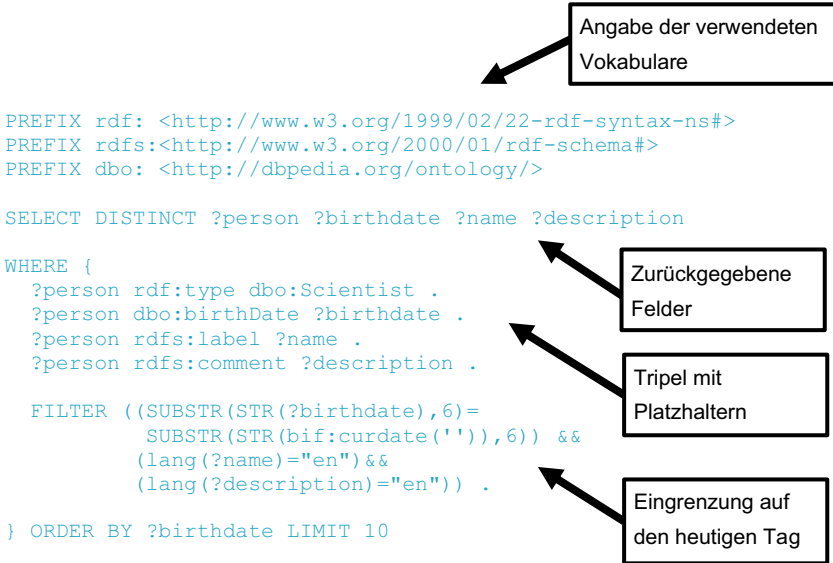 Angabe der verwendeten
Vokabulare
PREFIX rdf: <http://www.w3.org/1999/02/22-rdf-syntax-ns#>
PREFIX rdfs:<http://www.w3.org/2000/01/rdf-schema#>
PREFIX dbo: <http://dbpedia.org/ontology/>
SELECT DISTINCT ?person ?birthdate ?name ?description
Zurückgegebene
Felder
WHERE {
?person rdf:type dbo:Scientist .
?person dbo:birthDate ?birthdate .
?person rdfs:label ?name .
?person rdfs:comment ?description .
Tripel mit
Platzhaltern
FILTER ((SUBSTR(STR(?birthdate),6)=
SUBSTR(STR(bif:curdate('')),6)) &&
(lang(?name)="en")&&
(lang(?description)="en")) .
Eingrenzung auf
den heutigen Tag
} ORDER BY ?birthdate LIMIT 10